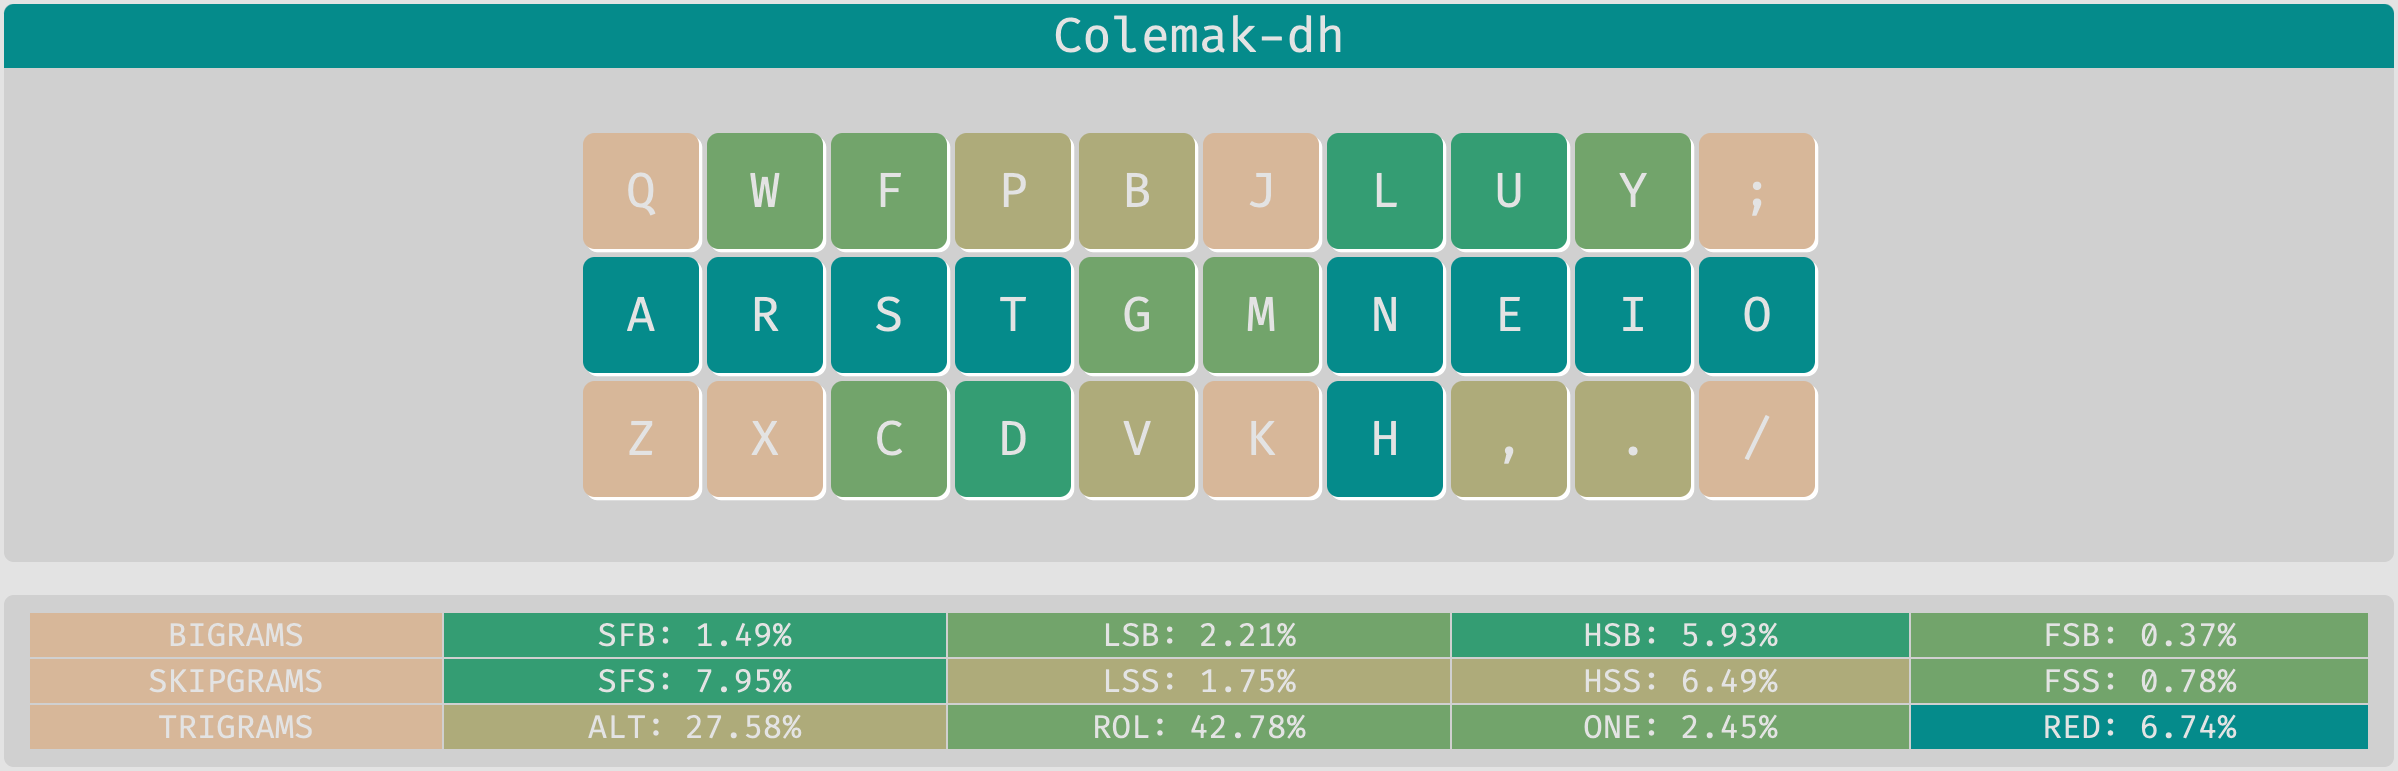 Colemak-dh
Q W F P B J L U Y ;
A R S T G M N E I O
Z X C D V K H , . /
BIGRAMS SFB: 1.49% LSB: 2.21% HSB: 5.93% FSB: 0.37%
SKIPGRAMS SFS: 7.95% LSS: 1.75% HSS: 6.49% FSS: 0.78%
TRIGRAMS ALT: 27.58% ROL: 42.78% ONE: 2.45% RED: 6.74%